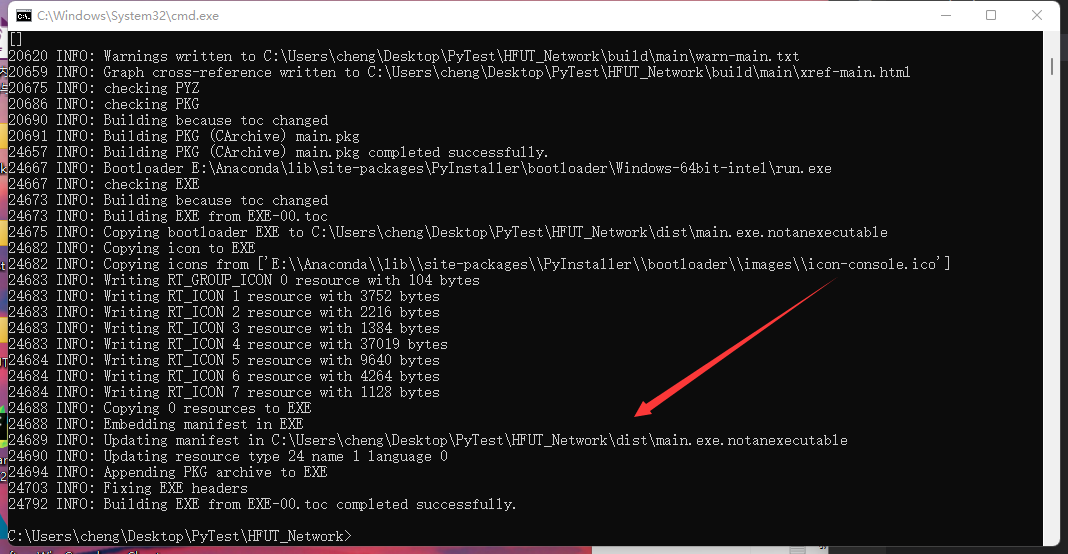 C:\Windows\System32\cmd.exe
[]
20620 INFO: Warnings written to C:\Users\cheng\Desktop\PyTest\HFUT_Network\build\main\warn-main.txt
20659 INFO: Graph cross-reference written to C:\Users\cheng\Desktop\PyTest\HFUT_Network\build\main\xref-main.html
20675 INFO: checking PYZ
20686 INFO: checking PKG
20690 INFO: Building because toc changed
20691 INFO: Building PKG (CArchive) main.pkg
24657 INFO: Building PKG (CArchive) main.pkg completed successfully.
24667 INFO: Bootloader E:\Anaconda\lib\site-packages\PyInstaller\bootloader\Windows-64bit-intel\run.exe
24667 INFO: checking EXE
24673 INFO: Building because toc changed
24673 INFO: Building EXE from EXE-00.toc
24675 INFO: Copying bootloader EXE to C:\Users\cheng\Desktop\PyTest\HFUT_Network\dist\main.exe.notanexecutable
24682 INFO: Copying icon to EXE
24682 INFO: Copying icons from ['E:\\Anaconda\\lib\\site-packages\\PyInstaller\\bootloader\\images\\icon-console.ico']
24683 INFO: Writing RT_GROUP_ICON 0 resource with 104 bytes
24683 INFO: Writing RT_ICON 1 resource with 3752 bytes
24683 INFO: Writing RT_ICON 2 resource with 2216 bytes
24683 INFO: Writing RT_ICON 3 resource with 1384 bytes
24683 INFO: Writing RT_ICON 4 resource with 37019 bytes
24684 INFO: Writing RT_ICON 5 resource with 9640 bytes
24684 INFO: Writing RT_ICON 6 resource with 4264 bytes
24684 INFO: Writing RT_ICON 7 resource with 1128 bytes
24688 INFO: Copying 0 resources to EXE
24688 INFO: Embedding manifest in EXE
24689 INFO: Updating manifest in C:\Users\cheng\Desktop\PyTest\HFUT_Network\dist\main.exe.notanexecutable
24690 INFO: Updating resource type 24 name 1 language 0
24694 INFO: Appending PKG archive to EXE
24703 INFO: Fixing EXE headers
24792 INFO: Building EXE from EXE-00.toc completed successfully.
C:\Users\cheng\Desktop\PyTest\HFUT_Network>